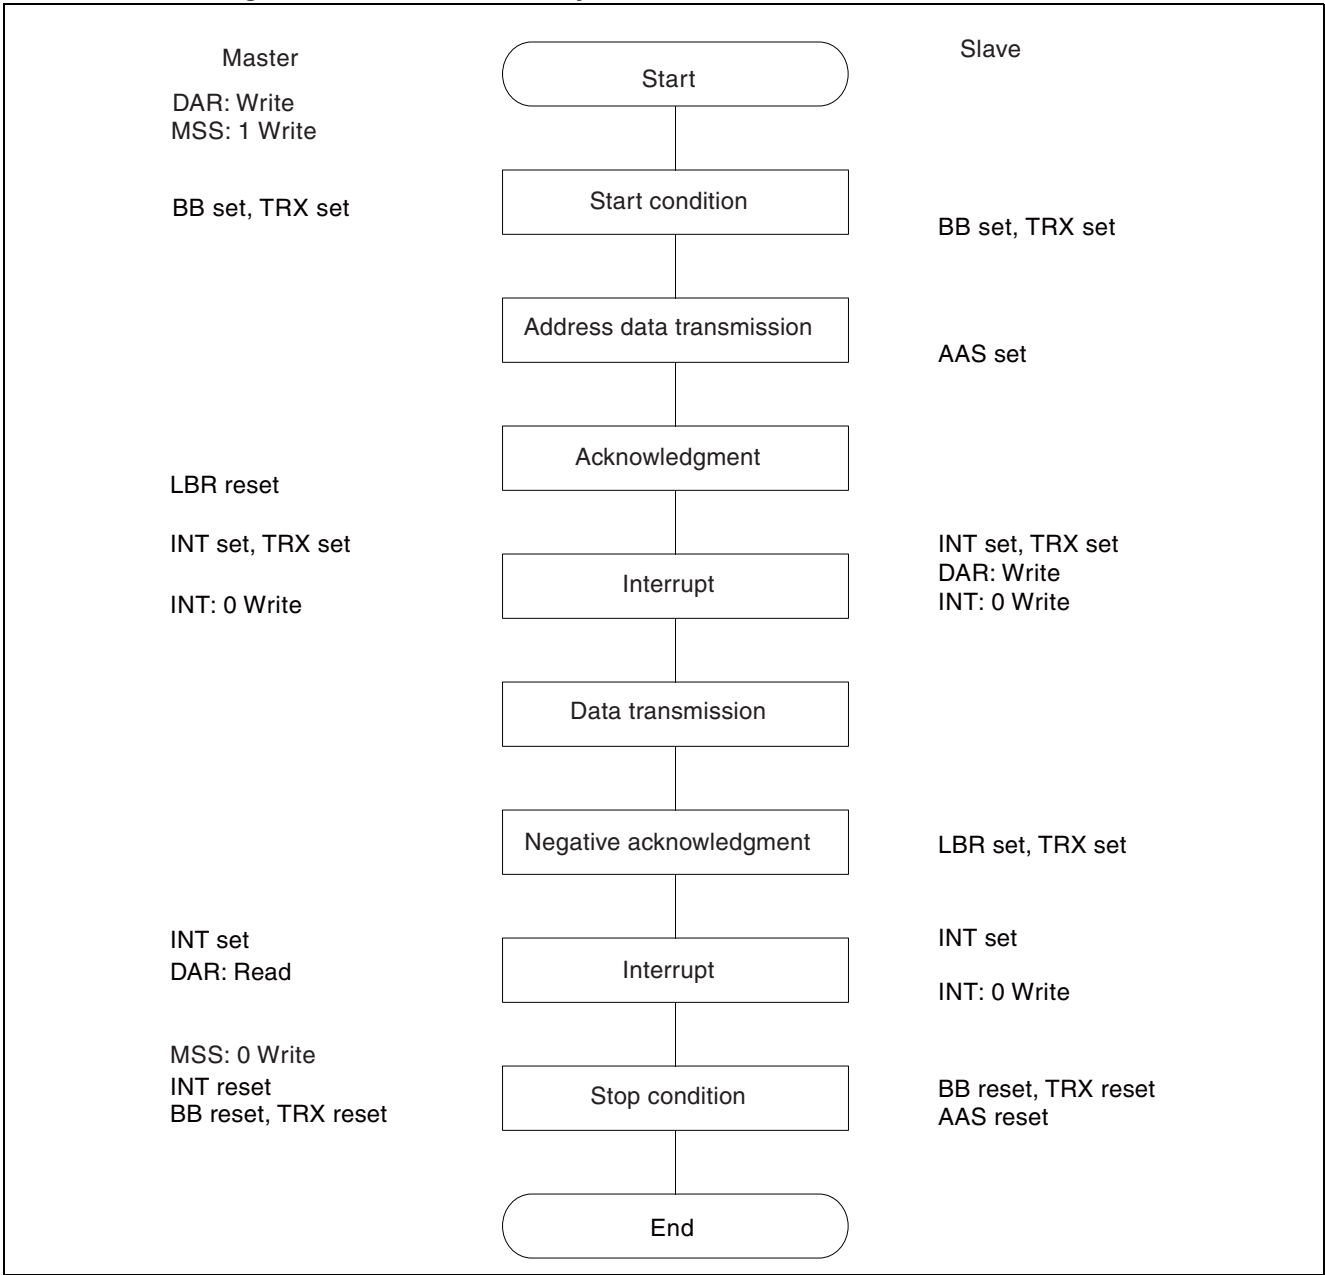 Master
Slave
Start
DAR: Write
MSS: 1 Write
Start condition
BB set, TRX set
BB set, TRX set
Address data transmission
AAS set
Acknowledgment
LBR reset
INT set, TRX set
INT: 0 Write
Interrupt
INT set, TRX set
DAR: Write
INT: 0 Write
Data transmission
Negative acknowledgment
LBR set, TRX set
INT set
DAR: Read
Interrupt
INT set
INT: 0 Write
MSS: 0 Write
INT reset
BB reset, TRX reset
Stop condition
BB reset, TRX reset
AAS reset
End